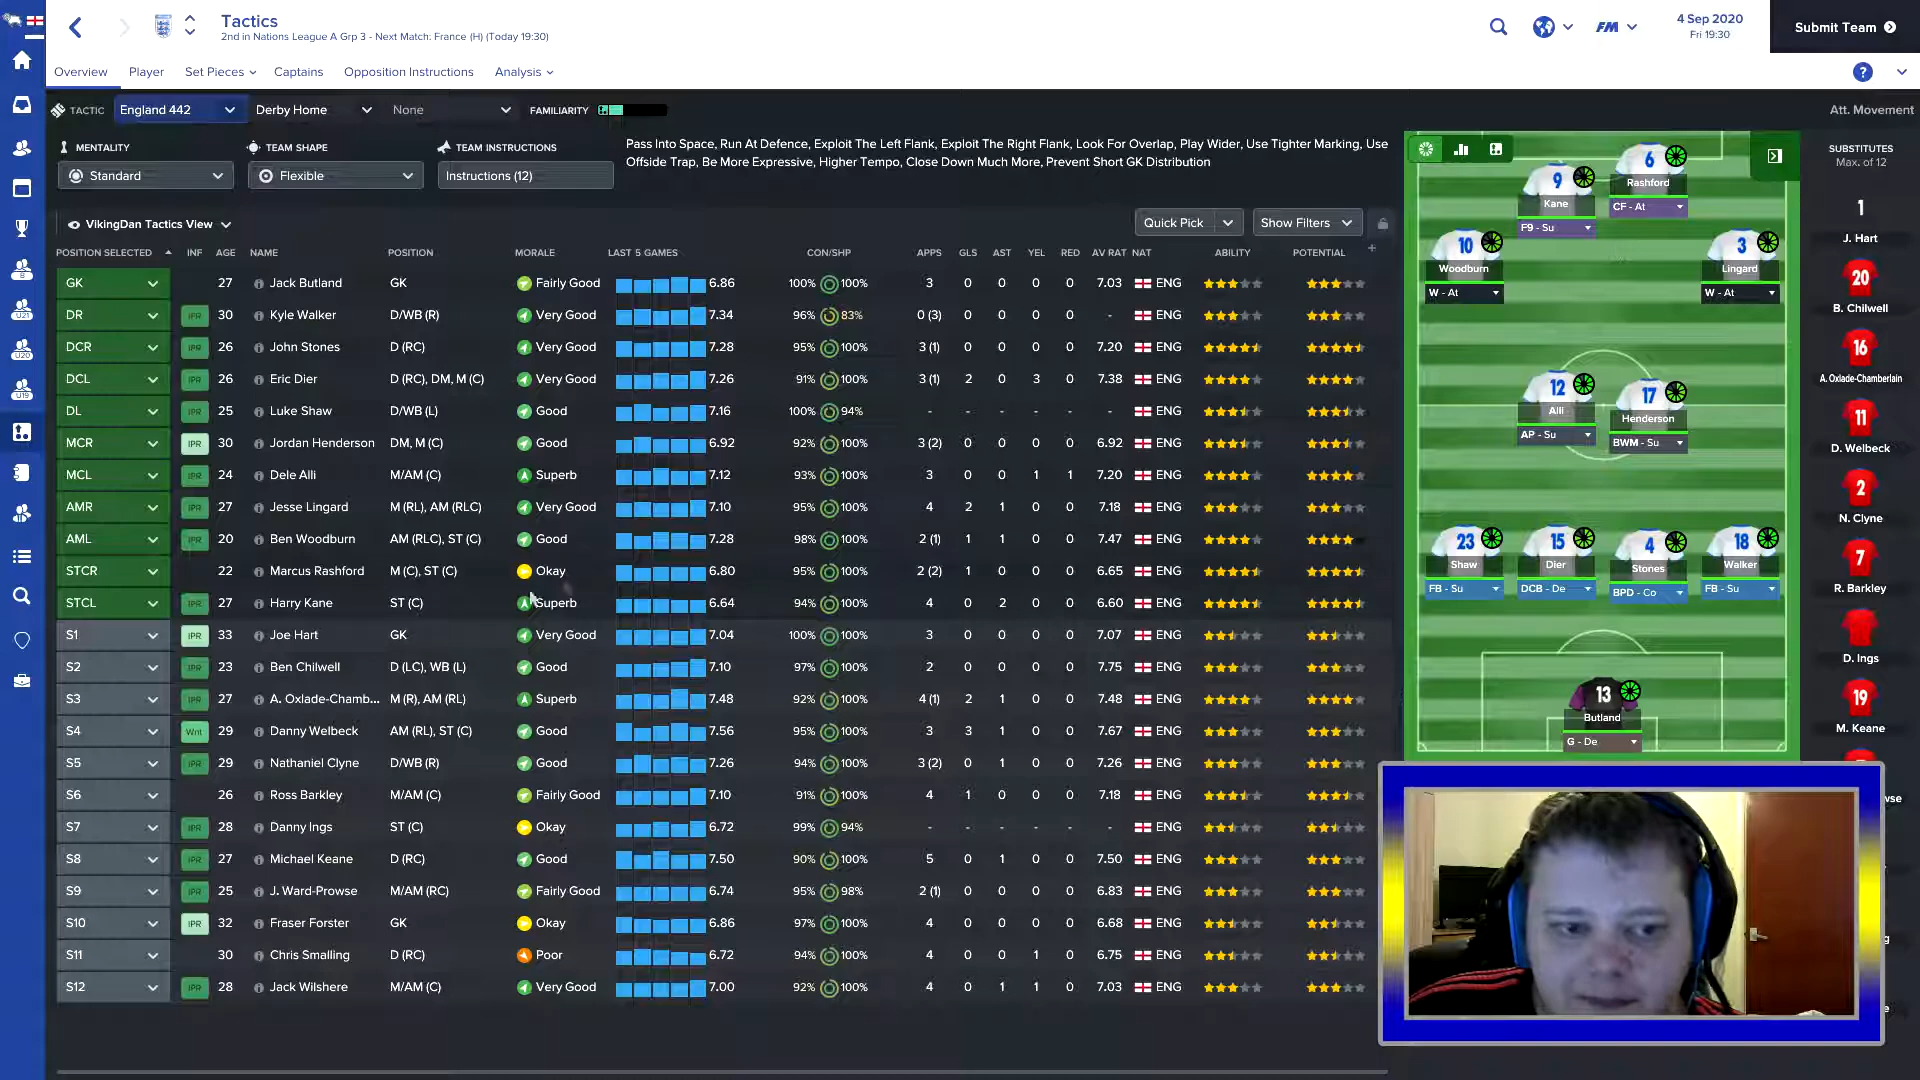 Tactics
2nd in Nations League A Grp 3 - Next Match: France (H) (Today 19:30)
FM
4 Sep 2020
Fri 19:30
Submit Team
Overview Player Set Pieces Captains Opposition Instructions Analysis
TACTIC England 442 Derby Home None FAMILIARITY
Att. Movement
MENTALITY TEAM SHAPE TEAM INSTRUCTIONS
Standard Flexible Instructions (12)
Pass Into Space, Run At Defence, Exploit The Left Flank, Exploit The Right Flank, Look For Overlap, Play Wider, Use Tighter Marking, Use
Offside Trap, Be More Expressive, Higher Tempo, Close Down Much More, Prevent Short GK Distribution
VikingDan Tactics View
Quick Pick Show Filters
POSITION SELECTED INF AGE NAME POSITION MORALE LAST 5 GAMES CON/SHP APPS GLS AST YEL RED AV RAT NAT ABILITY POTENTIAL
GK 27 Jack Butland GK Fairly Good 6.86 100% 100% 3 0 0 0 0 7.03 ENG
DR IPR 30 Kyle Walker D/WB (R) Very Good 7.34 96% 83% 0 (3) 0 0 0 0 - ENG
DCR IPR 26 John Stones D (RC) Very Good 7.28 95% 100% 3 (1) 0 0 0 0 7.20 ENG
DCL IPR 26 Eric Dier D (RC), DM, M (C) Very Good 7.26 91% 100% 3 (1) 2 0 3 0 7.38 ENG
DL IPR 25 Luke Shaw D/WB (L) Good 7.16 100% 94% - - - - - - ENG
MCR IPR 30 Jordan Henderson DM, M (C) Good 6.92 92% 100% 3 (2) 0 0 0 0 6.92 ENG
MCL IPR 24 Dele Alli M/AM (C) Superb 7.12 93% 100% 3 0 0 1 1 7.20 ENG
AMR IPR 27 Jesse Lingard M (RL), AM (RLC) Very Good 7.10 95% 100% 4 2 1 0 0 7.18 ENG
AML IPR 20 Ben Woodburn AM (RLC), ST (C) Good 7.28 98% 100% 2 (1) 1 1 0 0 7.47 ENG
STCR 22 Marcus Rashford M (C), ST (C) Okay 6.80 95% 100% 2 (2) 1 0 0 0 6.65 ENG
STCL IPR 27 Harry Kane ST (C) Superb 6.64 94% 100% 4 0 2 0 0 6.60 ENG
S1 IPR 33 Joe Hart GK Very Good 7.04 100% 100% 3 0 0 0 0 7.07 ENG
S2 IPR 23 Ben Chilwell D (LC), WB (L) Good 7.10 97% 100% 2 0 0 0 0 7.75 ENG
S3 IPR 27 A. Oxlade-Chamb... M (R), AM (RL) Superb 7.48 92% 100% 4 (1) 2 1 0 0 7.48 ENG
S4 Wnt 29 Danny Welbeck AM (RL), ST (C) Good 7.56 95% 100% 3 3 1 0 0 7.67 ENG
S5 IPR 29 Nathaniel Clyne D/WB (R) Good 7.26 94% 100% 3 (2) 0 1 0 0 7.26 ENG
S6 26 Ross Barkley M/AM (C) Fairly Good 7.10 91% 100% 4 1 0 0 0 7.18 ENG
S7 IPR 28 Danny Ings ST (C) Okay 6.72 99% 94% - - - - - - ENG
S8 IPR 27 Michael Keane D (RC) Good 7.50 90% 100% 5 0 1 0 0 7.50 ENG
S9 IPR 25 J. Ward-Prowse M/AM (RC) Fairly Good 6.74 95% 98% 2 (1) 0 0 0 0 6.83 ENG
S10 IPR 32 Fraser Forster GK Okay 6.86 97% 100% 4 0 0 0 0 6.68 ENG
S11 30 Chris Smalling D (RC) Poor 6.72 94% 100% 4 0 0 1 0 6.75 ENG
S12 IPR 28 Jack Wilshere M/AM (C) Very Good 7.00 92% 100% 4 0 1 1 0 7.03 ENG
9 Kane F9 - Su
6 Rashford CF - At
10 Woodburn W - At
3 Lingard W - At
12 Alli AP - Su
17 Henderson BWM - Su
23 Shaw FB - Su
15 Dier DCB - De
4 Stones BPD - Co
18 Walker FB - Su
13 Butland G - De
SUBSTITUTES
Max. of 12
1
J. Hart
20
B. Chilwell
16
A. Oxlade-Chamberlain
11
D. Welbeck
2
N. Clyne
7
R. Barkley
D. Ings
19
M. Keane
wse
U21
U20
U19